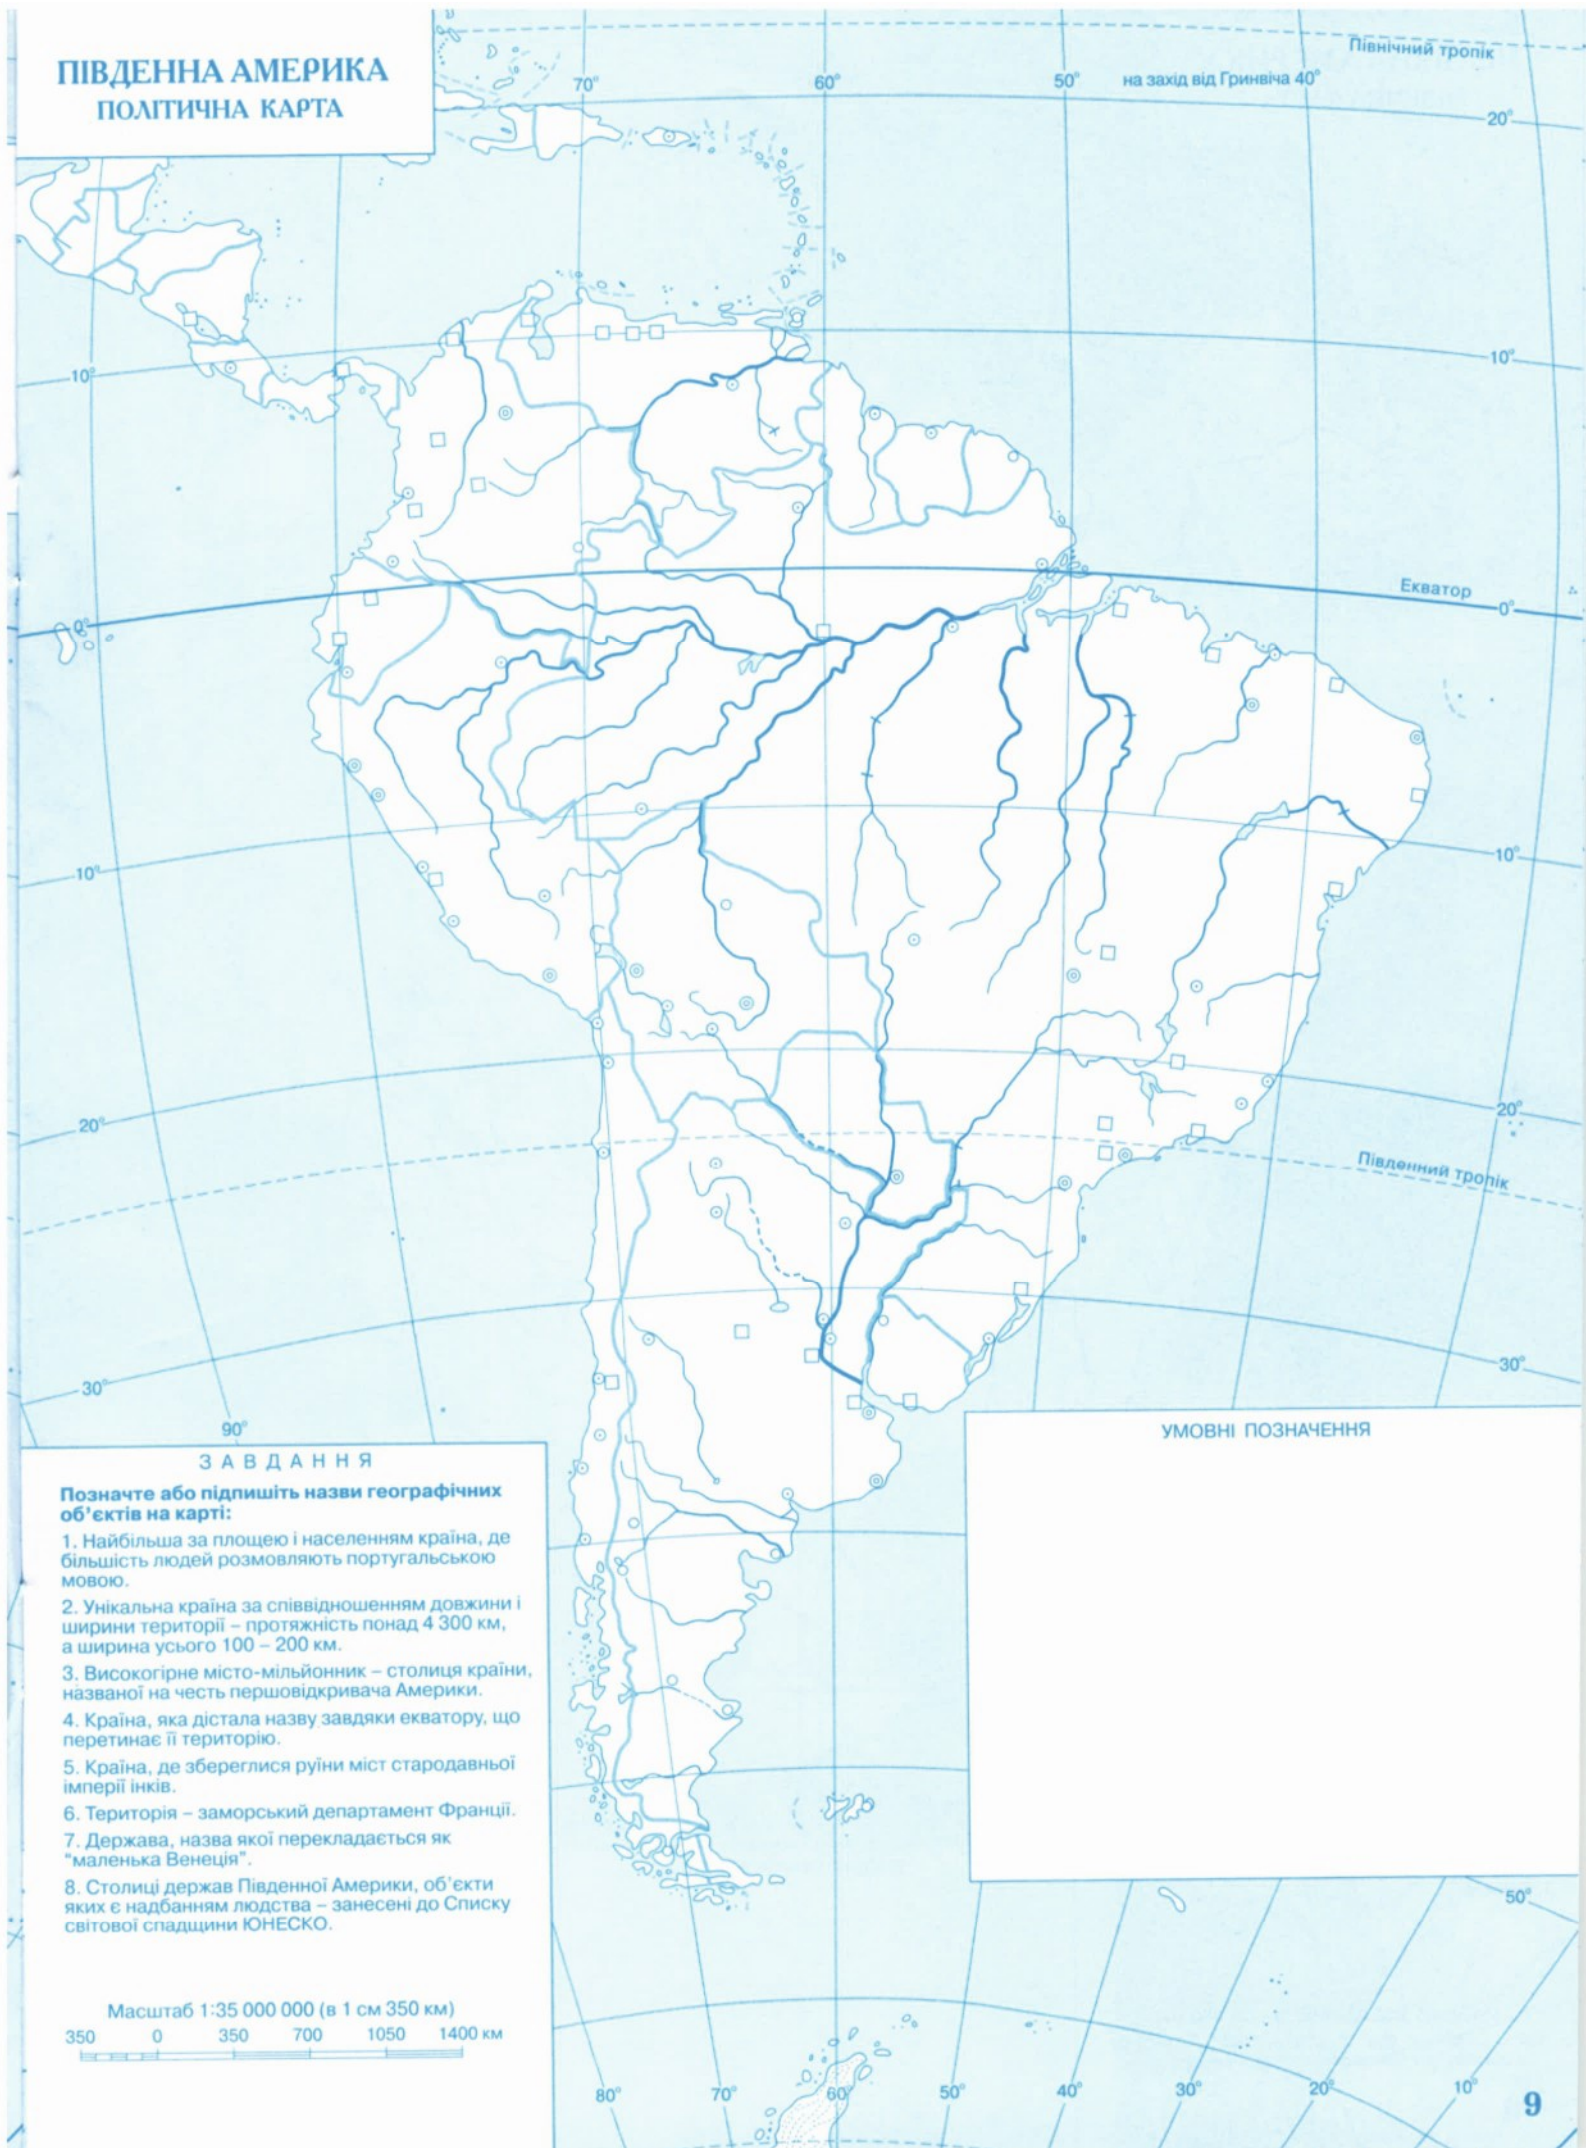 ПІВДЕННА АМЕРИКА
ПОЛІТИЧНА КАРТА
Північний тропік
70°
60°
50°
на захід від Гринвіча 40°
20°
10°
10°
Екватор
0°
0°
10°
10°
20°
20°
Південний тропік
30°
30°
90°
ЗАВДАННЯ
Позначте або підпишіть назви географічних
об’єктів на карті:
1. Найбільша за площею і населенням країна, де
більшість людей розмовляють португальською
мовою.
2. Унікальна країна за співвідношенням довжини і
ширини території – протяжність понад 4 300 км,
а ширина усього 100 – 200 км.
3. Високогірне місто-мільйонник – столиця країни,
названої на честь першовідкривача Америки.
4. Країна, яка дістала назву завдяки екватору, що
перетинає її територію.
5. Країна, де збереглися руїни міст стародавньої
імперії інків.
6. Територія – заморський департамент Франції.
7. Держава, назва якої перекладається як
“маленька Венеція”.
8. Столиці держав Південної Америки, об’єкти
яких є надбанням людства – занесені до Списку
світової спадщини ЮНЕСКО.
Масштаб 1:35 000 000 (в 1 см 350 км)
350 0 350 700 1050 1400 км
УМОВНІ ПОЗНАЧЕННЯ
50°
80°
70°
60°
50°
40°
30°
20°
10°
9